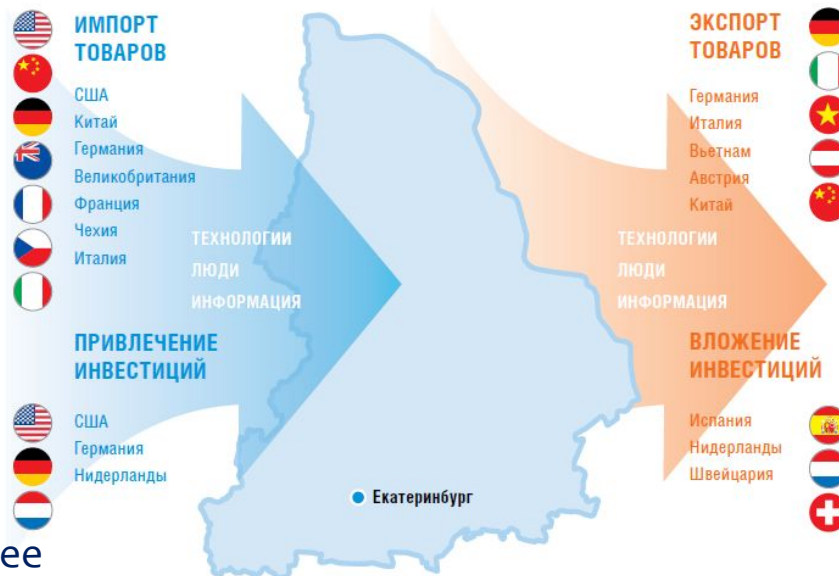 ИМПОРТ
ТОВАРОВ
США
Китай
Германия
Великобритания
Франция
Чехия
Италия
ТЕХНОЛОГИИ
ЛЮДИ
ИНФОРМАЦИЯ
ПРИВЛЕЧЕНИЕ
ИНВЕСТИЦИЙ
США
Германия
Нидерланды
Екатеринбург
ЭКСПОРТ
ТОВАРОВ
Германия
Италия
Вьетнам
Австрия
Китай
ТЕХНОЛОГИИ
ЛЮДИ
ИНФОРМАЦИЯ
ВЛОЖЕНИЕ
ИНВЕСТИЦИЙ
Испания
Нидерланды
Швейцария
ее